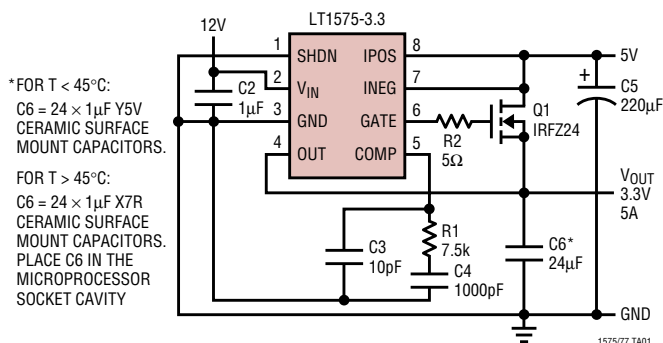 LT1575-3.3
12V
1 SHDN IPOS 8
2 VIN INEG 7
3 GND GATE 6
4 OUT COMP 5
5V
C2
1µF
+
C5
220µF
Q1
IRFZ24
R2
5Ω
*FOR T < 45°C:
C6 = 24 × 1µF Y5V
CERAMIC SURFACE
MOUNT CAPACITORS.
FOR T > 45°C:
C6 = 24 × 1µF X7R
CERAMIC SURFACE
MOUNT CAPACITORS.
PLACE C6 IN THE
MICROPROCESSOR
SOCKET CAVITY
VOUT
3.3V
5A
C3
10pF
R1
7.5k
C4
1000pF
C6*
24µF
GND
1575/77 TA01